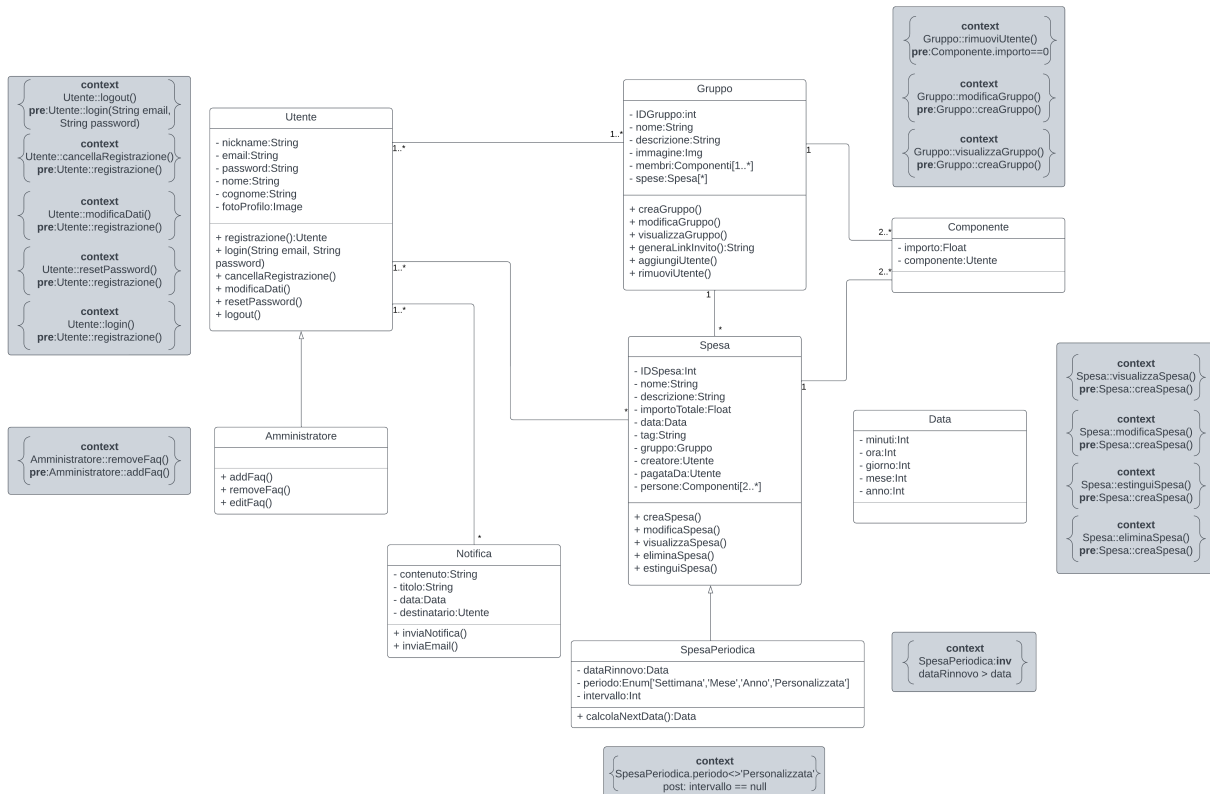 context
Gruppo::rimuoviUtente()
pre:Componente.importo==0
context
Gruppo::modificaGruppo()
pre:Gruppo::creaGruppo()
context
Gruppo::visualizzaGruppo()
pre:Gruppo::creaGruppo()
context
Utente::logout()
pre:Utente::login(String email,
String password)
context
Utente::cancellaRegistrazione()
pre:Utente::registrazione()
context
Utente::modificaDati()
pre:Utente::registrazione()
context
Utente::resetPassword()
pre:Utente::registrazione()
context
Utente::login()
pre:Utente::registrazione()
Utente
- nickname:String
- email:String
- password:String
- nome:String
- cognome:String
- fotoProfilo:Image
+ registrazione():Utente
+ login(String email, String
password)
+ cancellaRegistrazione()
+ modificaDati()
+ resetPassword()
+ logout()
1..*
1..*
1..*
1..*
*
*
Gruppo
- IDGruppo:int
- nome:String
- descrizione:String
- immagine:Img
- membri:Componenti[1..*]
- spese:Spesa[*]
+ creaGruppo()
+ modificaGruppo()
+ visualizzaGruppo()
+ generaLinkInvito():String
+ aggiungiUtente()
+ rimuoviUtente()
1
2..*
2..*
1
*
1
Componente
- importo:Float
- componente:Utente
Spesa
- IDSpesa:Int
- nome:String
- descrizione:String
- importoTotale:Float
- data:Data
- tag:String
- gruppo:Gruppo
- creatore:Utente
- pagataDa:Utente
- persone:Componenti[2..*]
+ creaSpesa()
+ modificaSpesa()
+ visualizzaSpesa()
+ eliminaSpesa()
+ estinguiSpesa()
Data
- minuti:Int
- ora:Int
- giorno:Int
- mese:Int
- anno:Int
context
Spesa::visualizzaSpesa()
pre:Spesa::creaSpesa()
context
Spesa::modificaSpesa()
pre:Spesa::creaSpesa()
context
Spesa::estinguiSpesa()
pre:Spesa::creaSpesa()
context
Spesa::eliminaSpesa()
pre:Spesa::creaSpesa()
context
Amministratore::removeFaq()
pre:Amministratore::addFaq()
Amministratore
+ addFaq()
+ removeFaq()
+ editFaq()
Notifica
- contenuto:String
- titolo:String
- data:Data
- destinatario:Utente
+ inviaNotifica()
+ inviaEmail()
SpesaPeriodica
- dataRinnovo:Data
- periodo:Enum['Settimana','Mese','Anno','Personalizzata']
- intervallo:Int
+ calcolaNextData():Data
context
SpesaPeriodica:inv
dataRinnovo > data
context
SpesaPeriodica.periodo<>'Personalizzata'
post: intervallo == null